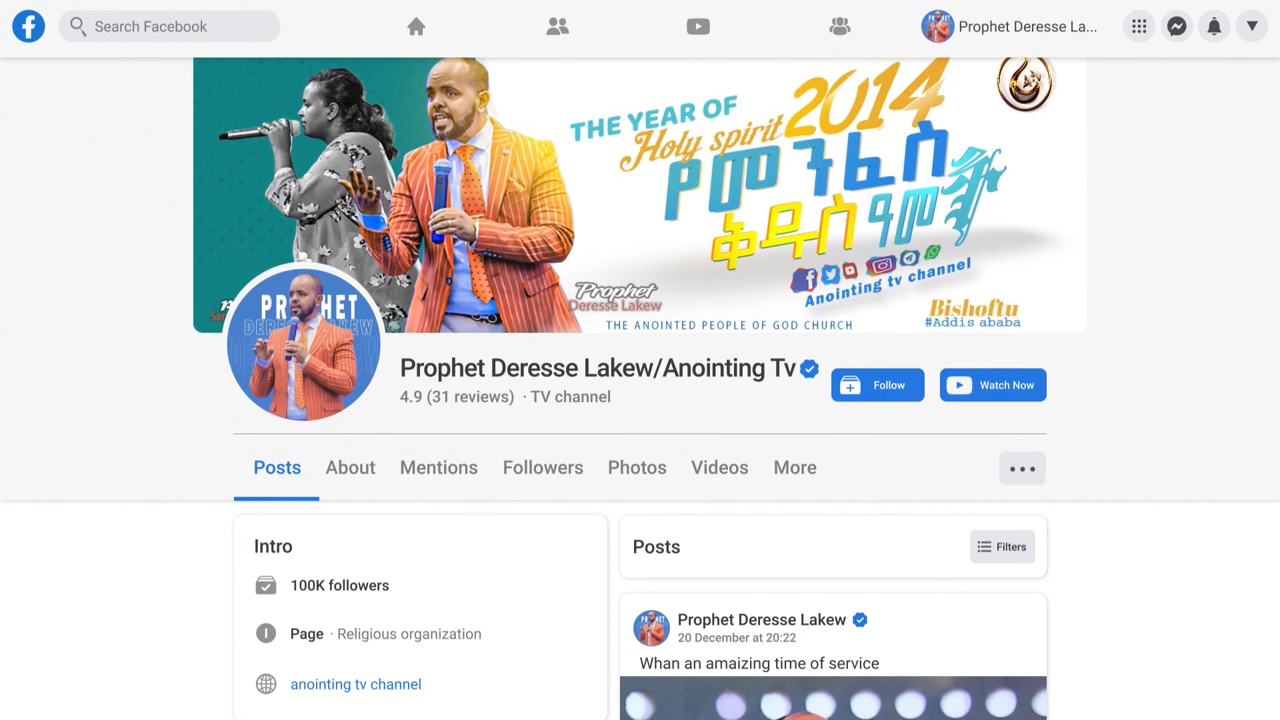 Search Facebook
Prophet Deresse La...
THE YEAR OF
Holy spirit 2014
የመንፈስ
ቅዱስ ዓመት
Anointing tv channel
Prophet
Deresse Lakew
THE ANOINTED PEOPLE OF GOD CHURCH
Bishoftu
#Addis ababa
PROPHET
DERESSE LAKEW
Prophet Deresse Lakew/Anointing Tv
4.9 (31 reviews) · TV channel
Follow
Watch Now
Posts About Mentions Followers Photos Videos More
Intro
100K followers
Page · Religious organization
anointing tv channel
Posts
Filters
Prophet Deresse Lakew
20 December at 20:22
Whan an amaizing time of service